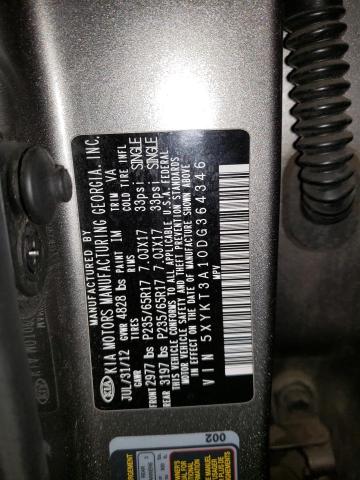 KIA
MANUFACTURED BY
KIA MOTORS MANUFACTURING GEORGIA, INC.
JUL/31/12 GVWR 4828 lbs PAINT IM TRIM VA
GAWR TIRES RIMS COLD TIRE INFL
FRONT 2977 lbs P235/65R17 7.0JX17 33psi SINGLE
REAR 3197 lbs P235/65R17 7.0JX17 33psi SINGLE
THIS VEHICLE CONFORMS TO ALL APPLICABLE U.S.A. FEDERAL
MOTOR VEHICLE SAFETY AND THEFT PREVENTION STANDARDS
IN EFFECT ON THE DATE OF MANUFACTURE SHOWN ABOVE
VIN 5XYKT3A10DG364346
002